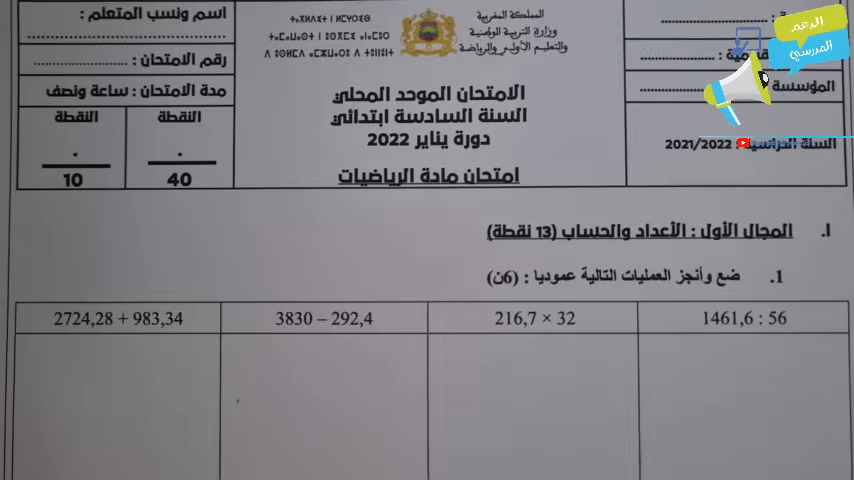 الدعم
المدرسي
المؤسسة
السنة الدراسية : 2021/2022
المملكة المغربية
وزارة التربية الوطنية
والتعليم الأولي والرياضة
الامتحان الموحد المحلي
السنة السادسة ابتدائي
دورة يناير 2022
امتحان مادة الرياضيات
اسم ونسب المتعلم :
رقم الامتحان :
مدة الامتحان : ساعة ونصف
النقطة
40
النقطة
10
I. المجال الأول : الأعداد والحساب (13 نقطة)
1. ضع وأنجز العمليات التالية عموديا : (6ن)
2724,28 + 983,34
3830 – 292,4
216,7 × 32
1461,6 : 56